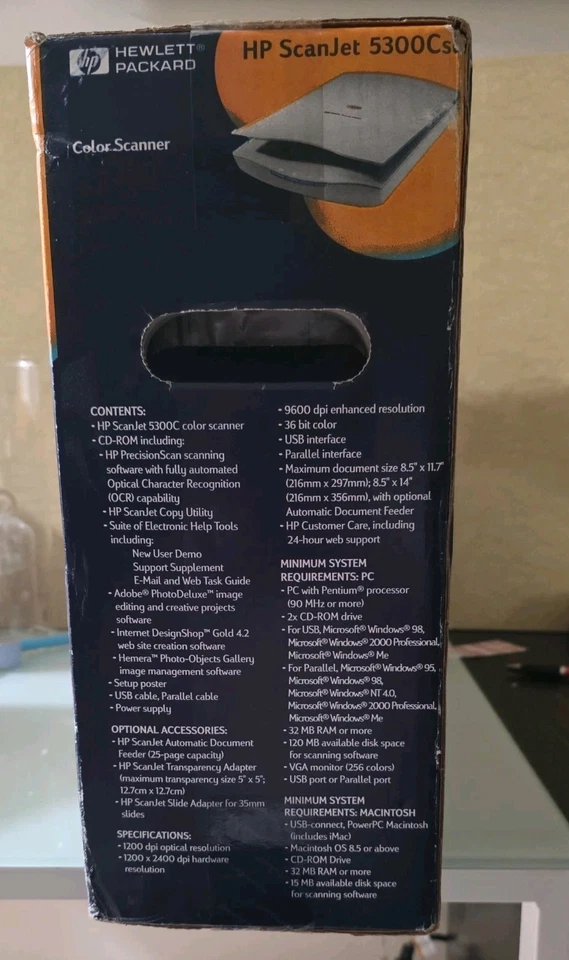 hp HEWLETT®
PACKARD
HP ScanJet 5300Cse
Color Scanner
CONTENTS:
- HP ScanJet 5300C color scanner
- CD-ROM including:
- HP PrecisionScan scanning
software with fully automated
Optical Character Recognition
(OCR) capability
- HP ScanJet Copy Utility
- Suite of Electronic Help Tools
including:
New User Demo
Support Supplement
E-Mail and Web Task Guide
- Adobe® PhotoDeluxe™ image
editing and creative projects
software
- Internet DesignShop™ Gold 4.2
web site creation software
- Hemera™ Photo-Objects Gallery
image management software
- Setup poster
- USB cable, Parallel cable
- Power supply
OPTIONAL ACCESSORIES:
- HP ScanJet Automatic Document
Feeder (25-page capacity)
- HP ScanJet Transparency Adapter
(maximum transparency size 5" x 5";
12.7cm x 12.7cm)
- HP ScanJet Slide Adapter for 35mm
slides
SPECIFICATIONS:
- 1200 dpi optical resolution
- 1200 x 2400 dpi hardware
resolution
- 9600 dpi enhanced resolution
- 36 bit color
- USB interface
- Parallel interface
- Maximum document size 8.5" x 11.7"
(216mm x 297mm); 8.5" x 14"
(216mm x 356mm), with optional
Automatic Document Feeder
- HP Customer Care, including
24-hour web support
MINIMUM SYSTEM
REQUIREMENTS: PC
- PC with Pentium® processor
(90 MHz or more)
- 2x CD-ROM drive
- For USB, Microsoft® Windows® 98,
Microsoft® Windows® 2000 Professional,
Microsoft® Windows® Me
- For Parallel, Microsoft® Windows® 95,
Microsoft® Windows® 98,
Microsoft® Windows® NT 4.0,
Microsoft® Windows® 2000 Professional,
Microsoft® Windows® Me
- 32 MB RAM or more
- 120 MB available disk space
for scanning software
- VGA monitor (256 colors)
- USB port or Parallel port
MINIMUM SYSTEM
REQUIREMENTS: MACINTOSH
- USB-connect, PowerPC Macintosh
(includes iMac)
- Macintosh OS 8.5 or above
- CD-ROM Drive
- 32 MB RAM or more
- 15 MB available disk space
for scanning software